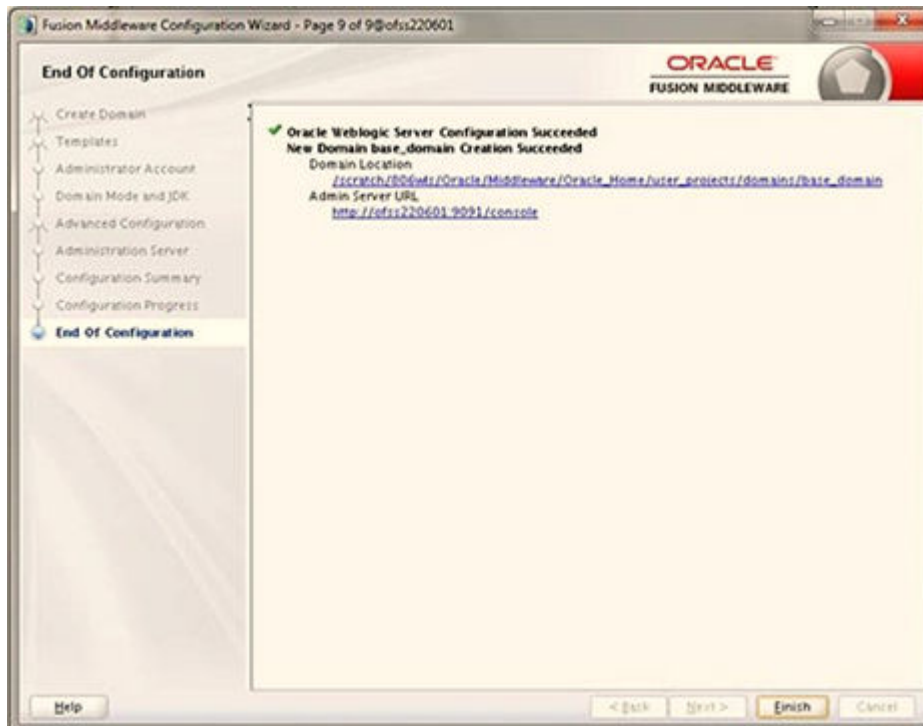 Fusion Middleware Configuration Wizard - Page 9 of 9@ofss220601
End Of Configuration
ORACLE
FUSION MIDDLEWARE
Create Domain
Templates
Administrator Account
Domain Mode and JDK
Advanced Configuration
Administration Server
Configuration Summary
Configuration Progress
End Of Configuration
Oracle Weblogic Server Configuration Succeeded
New Domain base_domain Creation Succeeded
Domain Location
/scratch/806wls/Oracle/Middleware/Oracle_Home/user_projects/domains/base_domain
Admin Server URL
http://ofss220601:9091/console
Help
< Back
Next >
Finish
Cancel